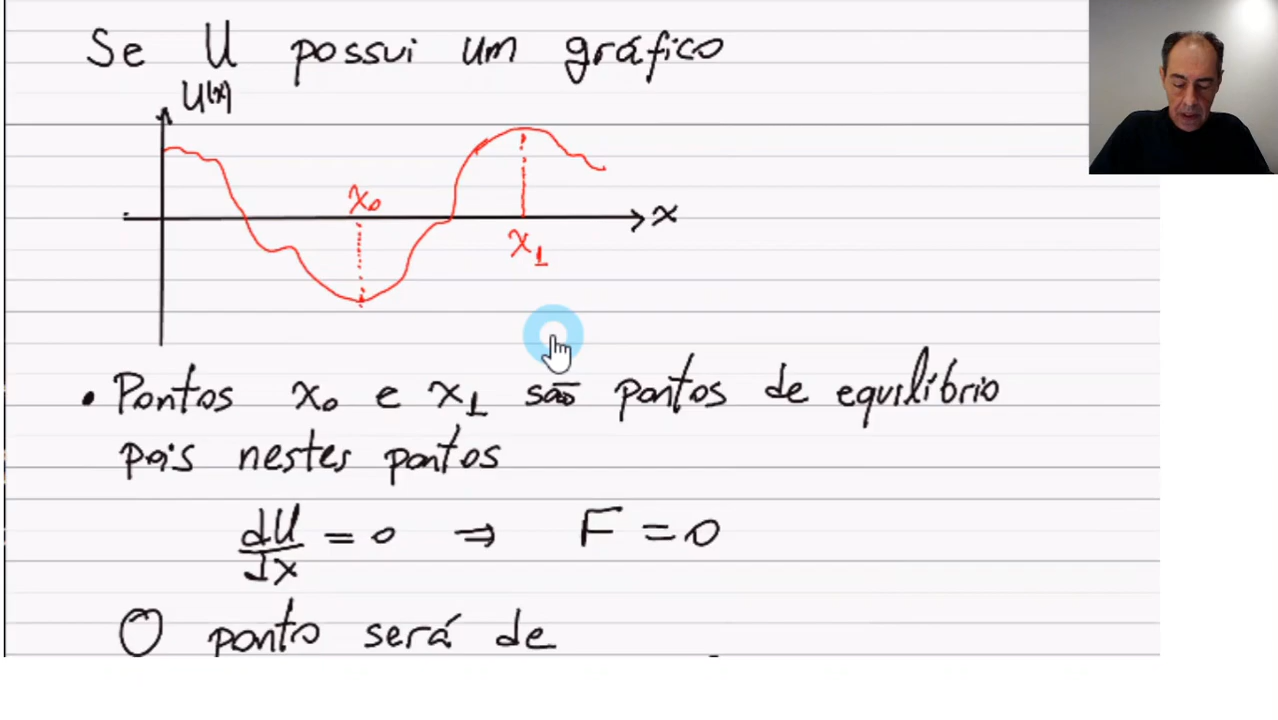 Se U possui um gráfico
U(x)
x₀
x
x₁
• Pontos x₀ e x₁ são pontos de equilíbrio
pois nestes pontos
dU/dx = 0 ⇒ F = 0
O ponto será de